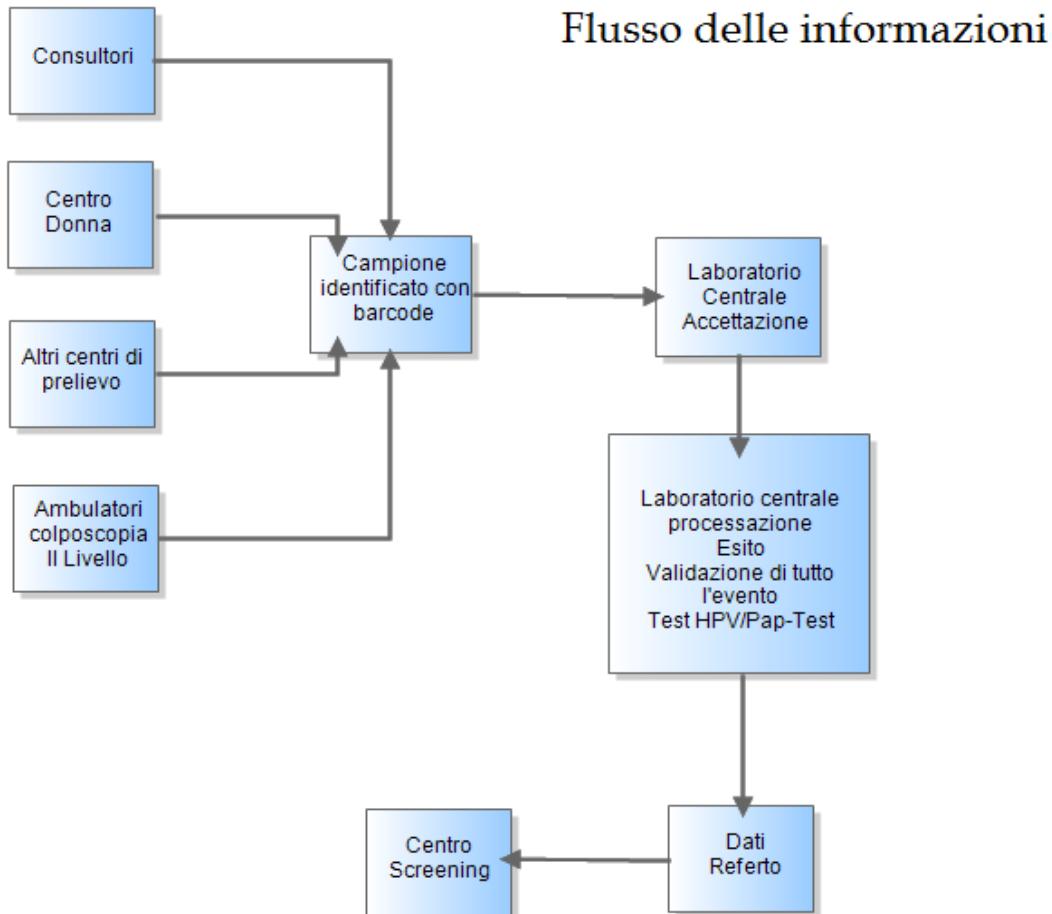 Flusso delle informazioni
Consultori
Centro
Donna
Altri centri di
prelievo
Ambulatori
colposcopia
II Livello
Campione
identificato con
barcode
Laboratorio
Centrale
Accettazione
Laboratorio centrale
processazione
Esito
Validazione di tutto
l'evento
Test HPV/Pap-Test
Dati
Referto
Centro
Screening